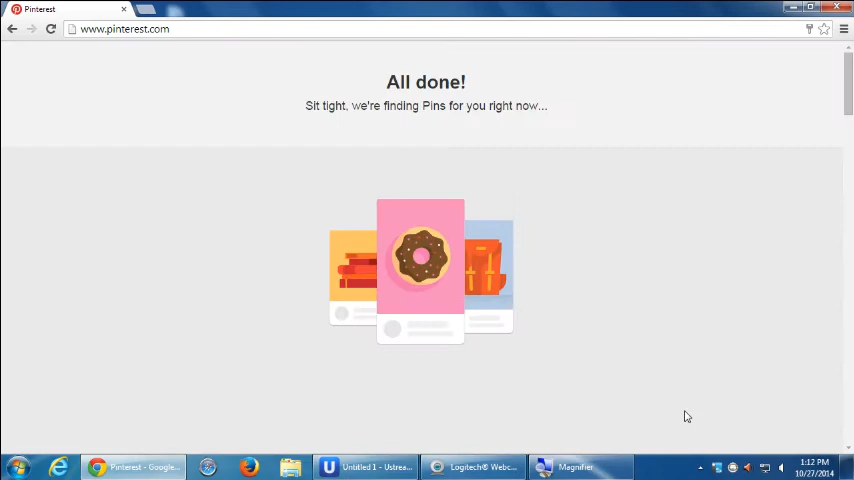 Pinterest
www.pinterest.com
All done!
Sit tight, we're finding Pins for you right now...
Pinterest - Google...
Untitled 1 - Ustrea...
Logitech® Webc...
Magnifier
1:12 PM
10/27/2014